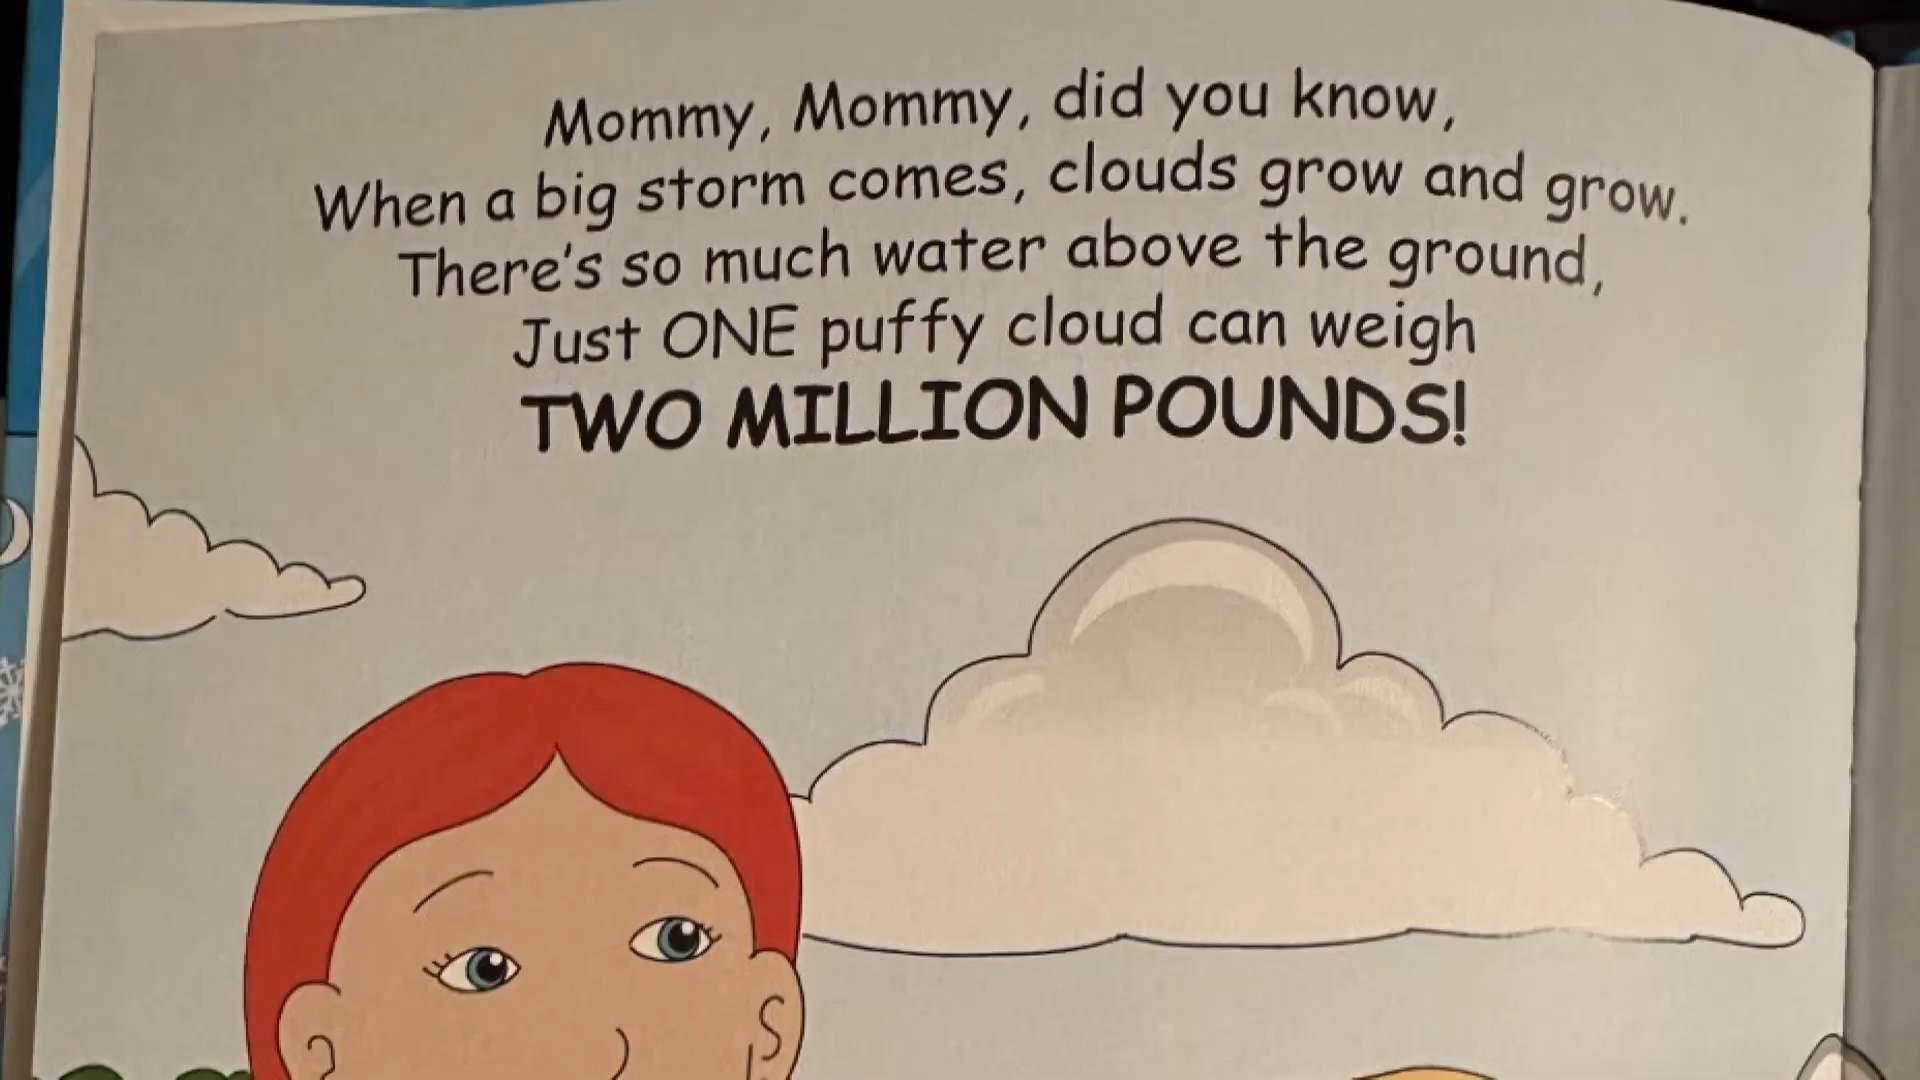 Mommy, Mommy, did you know,
When a big storm comes, clouds grow and grow.
There's so much water above the ground,
Just ONE puffy cloud can weigh
TWO MILLION POUNDS!